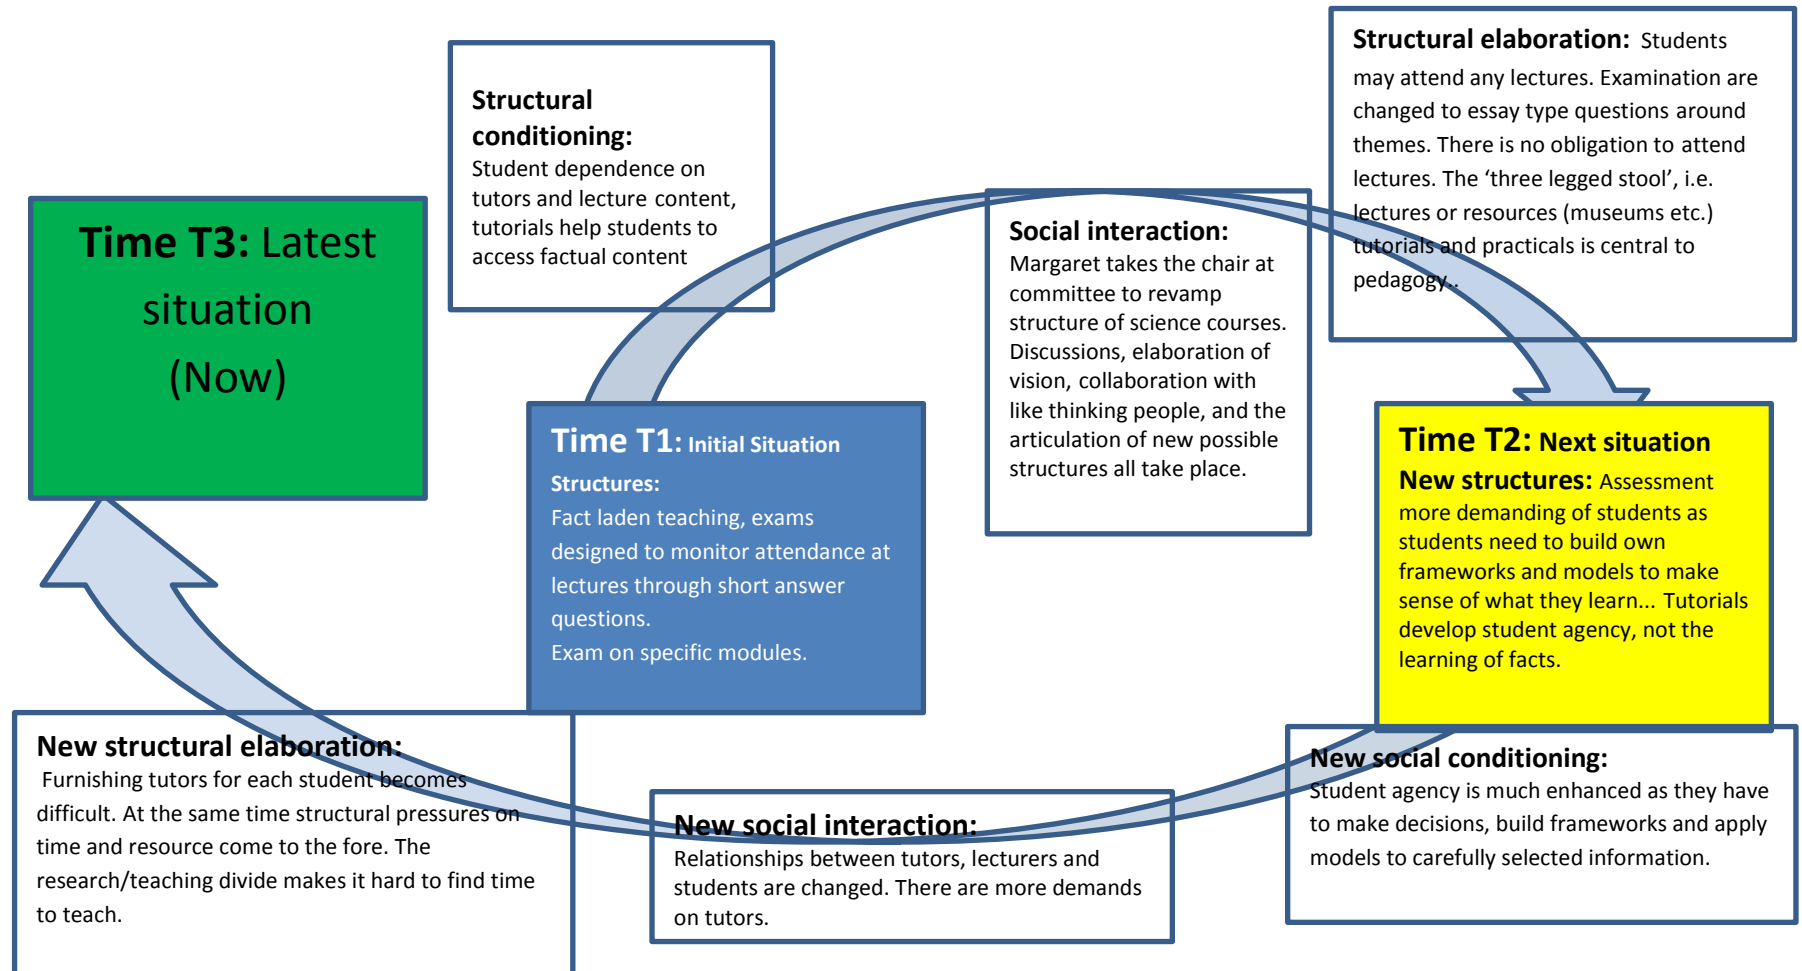 Time T3: Latest
situation
(Now)
Structural
conditioning:
Student dependence on
tutors and lecture content,
tutorials help students to
access factual content
Time T1: Initial Situation
Structures:
Fact laden teaching, exams
designed to monitor attendance at
lectures through short answer
questions.
Exam on specific modules.
Social interaction:
Margaret takes the chair at
committee to revamp
structure of science courses.
Discussions, elaboration of
vision, collaboration with
like thinking people, and the
articulation of new possible
structures all take place.
Structural elaboration: Students
may attend any lectures. Examination are
changed to essay type questions around
themes. There is no obligation to attend
lectures. The ‘three legged stool’, i.e.
lectures or resources (museums etc.)
tutorials and practicals is central to
pedagogy..
Time T2: Next situation
New structures: Assessment
more demanding of students as
students need to build own
frameworks and models to make
sense of what they learn... Tutorials
develop student agency, not the
learning of facts.
New social conditioning:
Student agency is much enhanced as they have
to make decisions, build frameworks and apply
models to carefully selected information.
New social interaction:
Relationships between tutors, lecturers and
students are changed. There are more demands
on tutors.
New structural elaboration:
Furnishing tutors for each student becomes
difficult. At the same time structural pressures on
time and resource come to the fore. The
research/teaching divide makes it hard to find time
to teach.